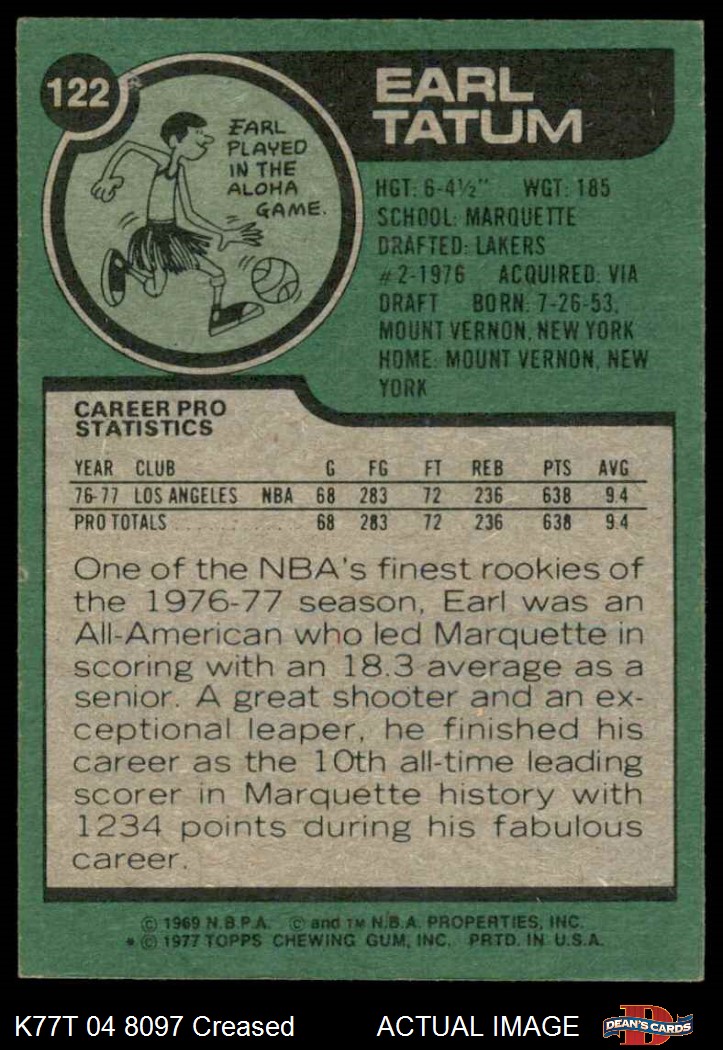 122
EARL
TATUM
EARL
PLAYED
IN THE
ALOHA
GAME.
HGT: 6-4½" WGT: 185
SCHOOL: MARQUETTE
DRAFTED: LAKERS
#2-1976 ACQUIRED: VIA
DRAFT BORN: 7-26-53,
MOUNT VERNON, NEW YORK
HOME: MOUNT VERNON, NEW
YORK
CAREER PRO
STATISTICS
YEAR CLUB G FG FT REB PTS AVG
76-77 LOS ANGELES NBA 68 283 72 236 638 9.4
PRO TOTALS 68 283 72 236 638 9.4
One of the NBA's finest rookies of
the 1976-77 season, Earl was an
All-American who led Marquette in
scoring with an 18.3 average as a
senior. A great shooter and an ex-
ceptional leaper, he finished his
career as the 10th all-time leading
scorer in Marquette history with
1234 points during his fabulous
career.
© 1969 N.B.P.A. © and TM N.B.A. PROPERTIES, INC.
* © 1977 TOPPS CHEWING GUM, INC. PRTD. IN U.S.A.
K77T 04 8097 Creased ACTUAL IMAGE D DEAN'S CARDS